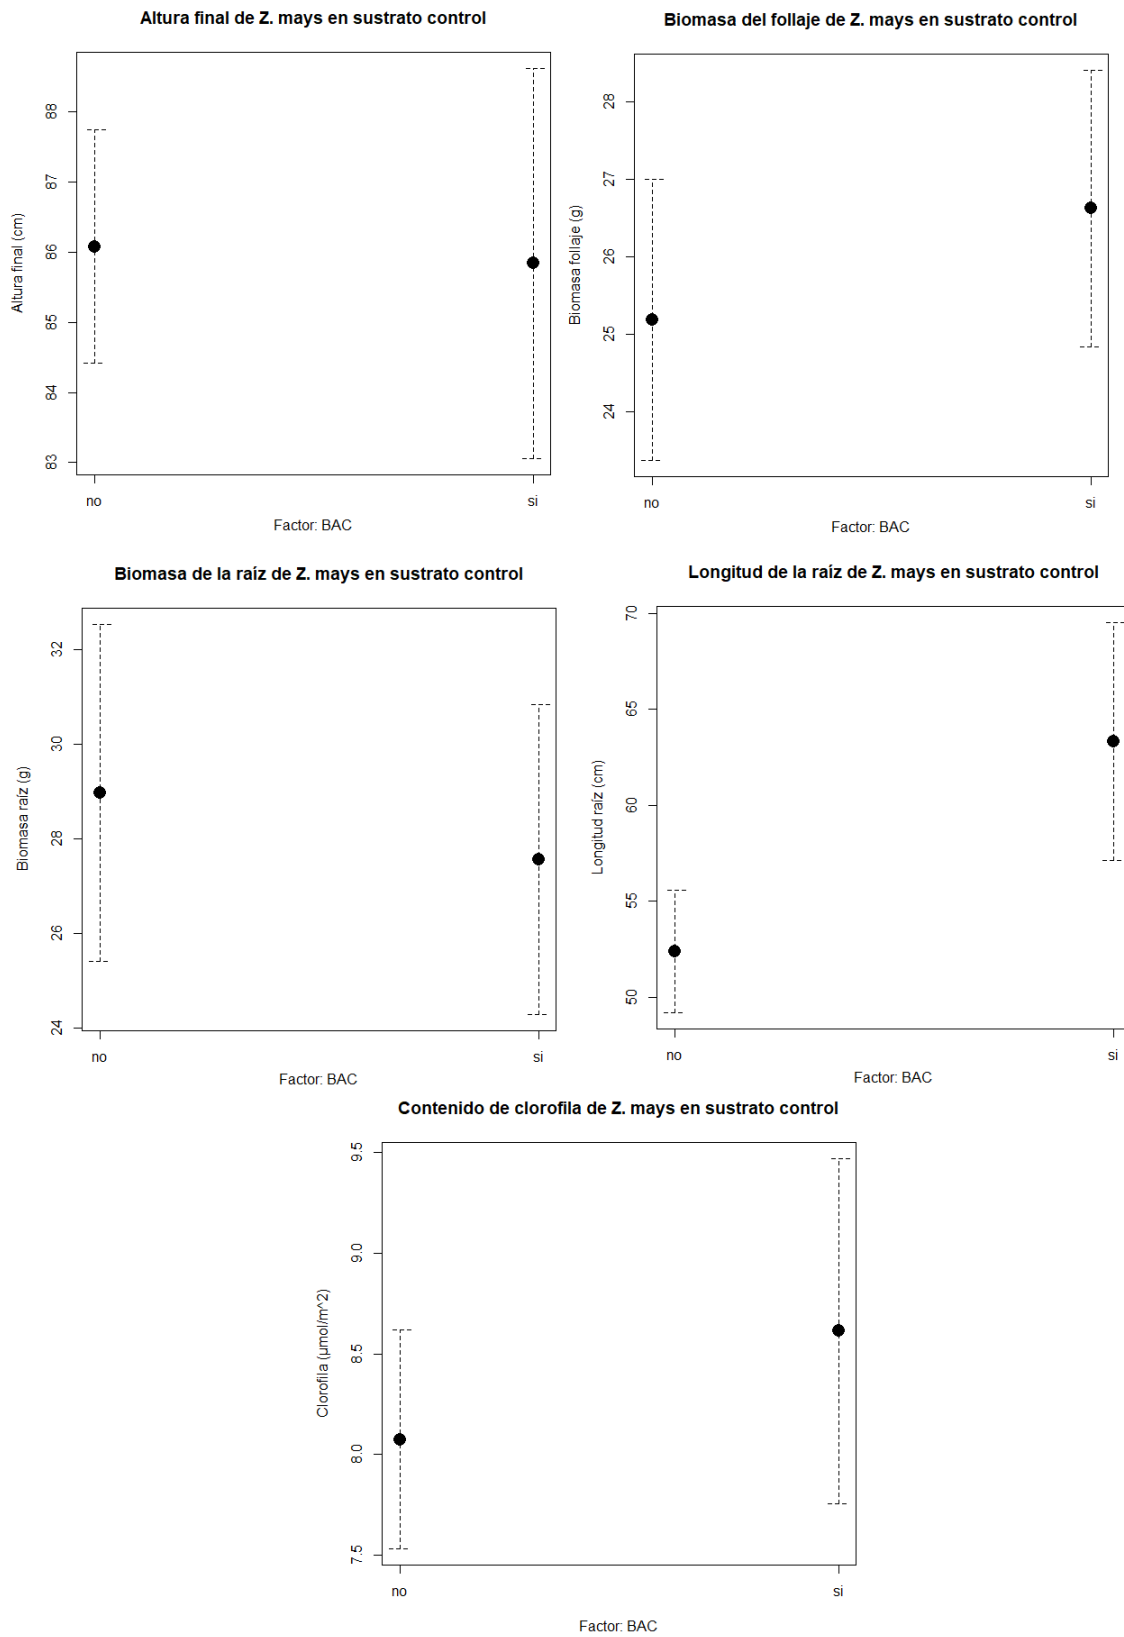 Altura final de Z. mays en sustrato control
Altura final (cm)
88
87
86
85
84
83
no
si
Factor: BAC
Biomasa del follaje de Z. mays en sustrato control
Biomasa follaje (g)
28
27
26
25
24
no
si
Factor: BAC
Biomasa de la raíz de Z. mays en sustrato control
Biomasa raíz (g)
32
30
28
26
24
no
si
Factor: BAC
Longitud de la raíz de Z. mays en sustrato control
Longitud raíz (cm)
70
65
60
55
50
no
si
Factor: BAC
Contenido de clorofila de Z. mays en sustrato control
Clorofila (µmol/m^2)
9.5
9.0
8.5
8.0
7.5
no
si
Factor: BAC